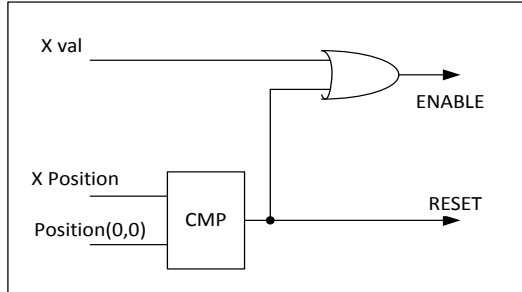 X val
ENABLE
X Position
CMP
RESET
Position(0,0)